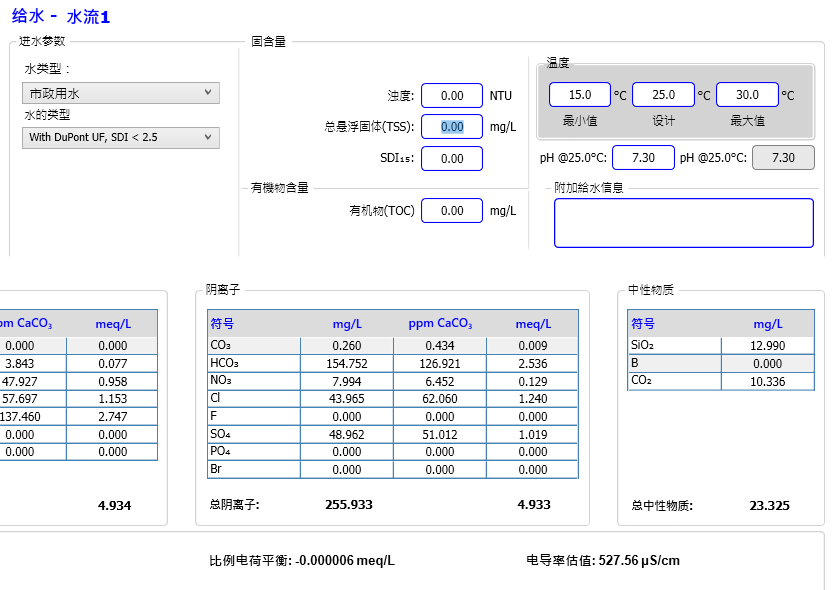 给水 - 水流1
进水参数
水类型：
市政用水
水的类型
With DuPont UF, SDI < 2.5
固含量
浊度: 0.00 NTU
总悬浮固体(TSS): 0.00 mg/L
SDI₁₅: 0.00
有機物含量
有机物(TOC) 0.00 mg/L
温度
15.0 °C 25.0 °C 30.0 °C
最小值 设计 最大值
pH @25.0°C: 7.30 pH @25.0°C: 7.30
附加給水信息
pm CaCO₃ meq/L
0.000 0.000
3.843 0.077
47.927 0.958
57.697 1.153
137.460 2.747
0.000 0.000
0.000 0.000
4.934
阴离子
符号 mg/L ppm CaCO₃ meq/L
CO₃ 0.260 0.434 0.009
HCO₃ 154.752 126.921 2.536
NO₃ 7.994 6.452 0.129
Cl 43.965 62.060 1.240
F 0.000 0.000 0.000
SO₄ 48.962 51.012 1.019
PO₄ 0.000 0.000 0.000
Br 0.000 0.000 0.000
总阴离子: 255.933 4.933
中性物质
符号 mg/L
SiO₂ 12.990
B 0.000
CO₂ 10.336
总中性物质: 23.325
比例电荷平衡: -0.000006 meq/L
电导率估值: 527.56 µS/cm